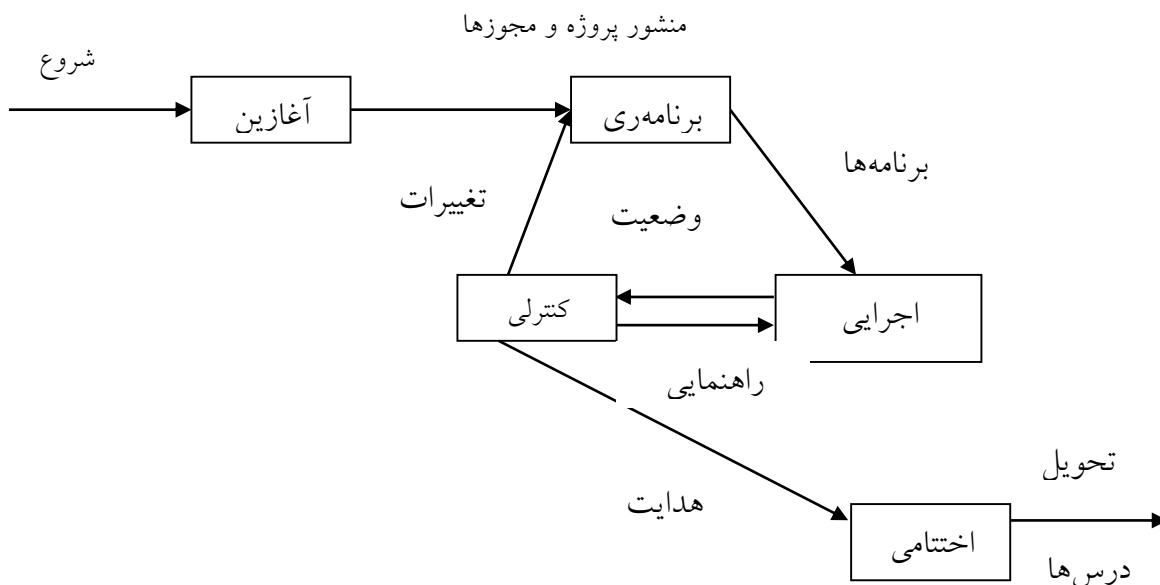 منشور پروژه و مجوزها
شروع
آغازین
برنامه‌ری
برنامه‌ها
تغییرات
وضعیت
کنترلی
اجرایی
راهنمایی
هدایت
تحویل
اختتامی
درس‌ها